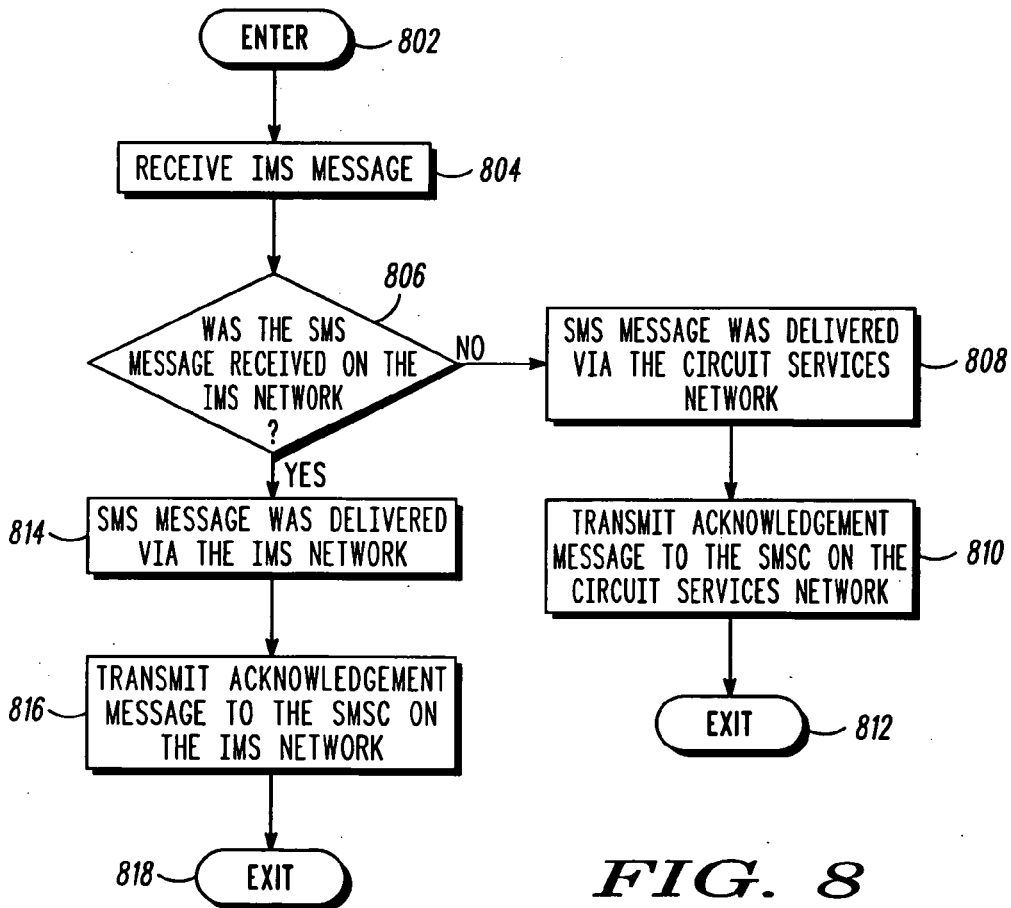 ENTER
802
RECEIVE IMS MESSAGE
804
806
WAS THE SMS
MESSAGE RECEIVED ON THE
IMS NETWORK
?
NO
YES
SMS MESSAGE WAS DELIVERED
VIA THE CIRCUIT SERVICES
NETWORK
808
TRANSMIT ACKNOWLEDGEMENT
MESSAGE TO THE SMSC ON THE
CIRCUIT SERVICES NETWORK
810
EXIT
812
814
SMS MESSAGE WAS DELIVERED
VIA THE IMS NETWORK
816
TRANSMIT ACKNOWLEDGEMENT
MESSAGE TO THE SMSC ON
THE IMS NETWORK
818
EXIT
FIG. 8